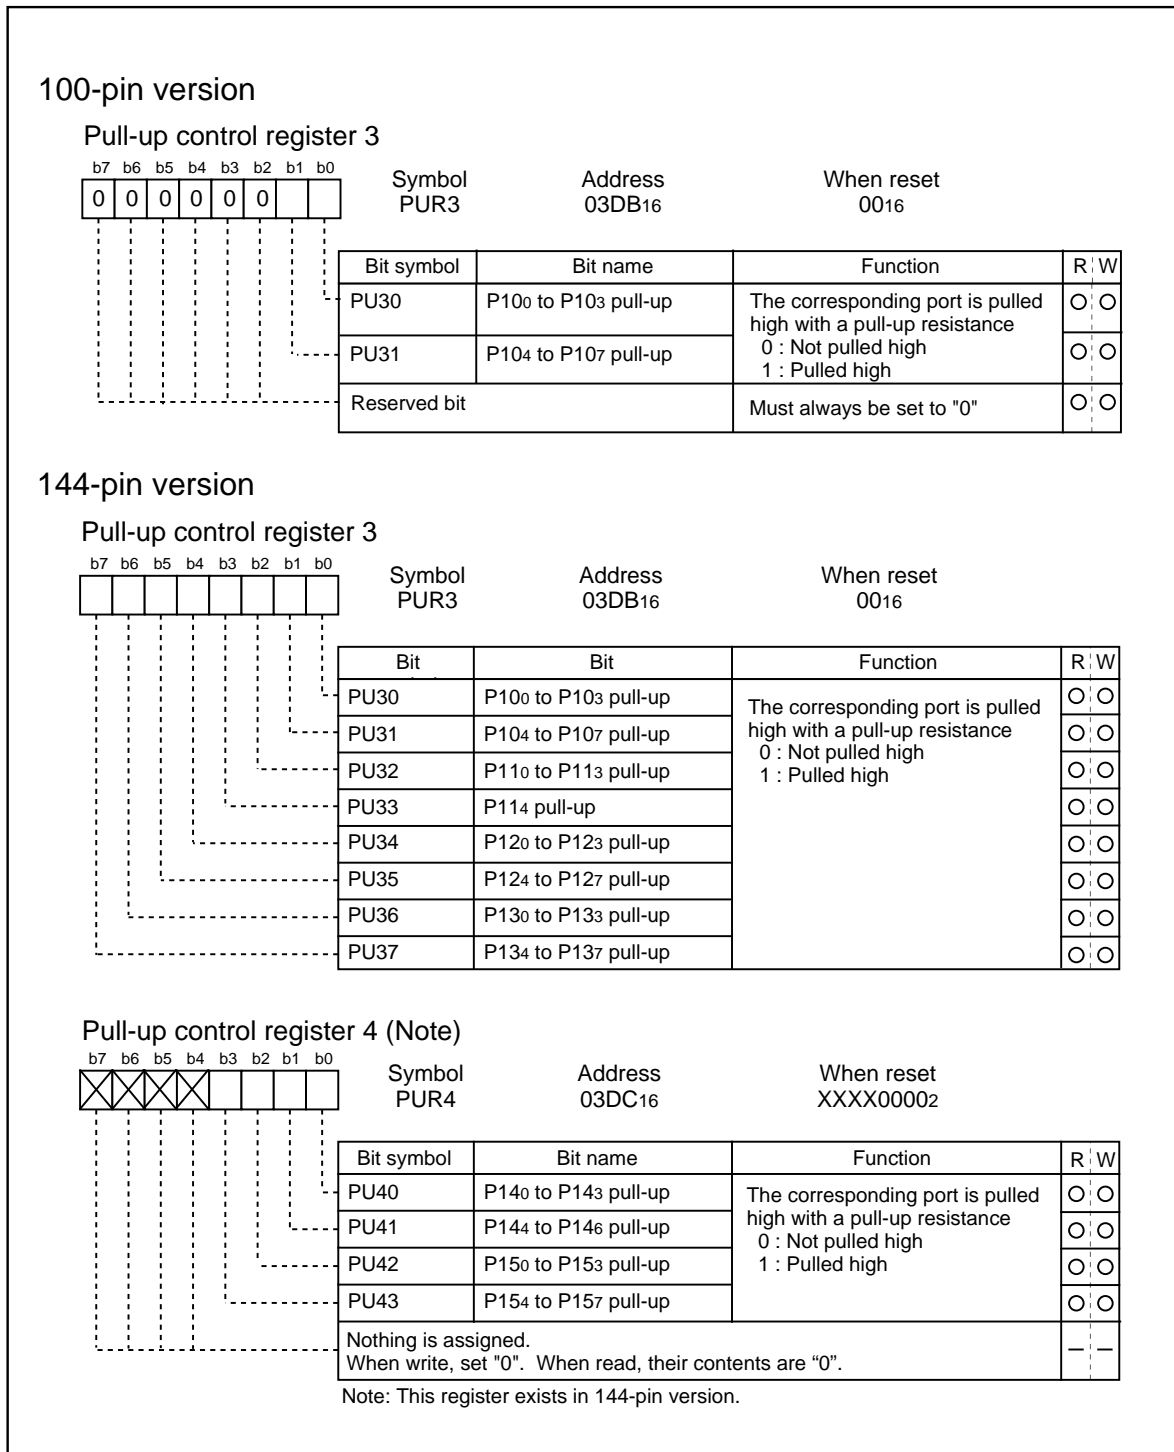 100-pin version
Pull-up control register 3
b7 b6 b5 b4 b3 b2 b1 b0
0 0 0 0 0 0
Symbol Address When reset
PUR3 03DB16 0016
Bit symbol Bit name Function R W
PU30 P100 to P103 pull-up The corresponding port is pulled
high with a pull-up resistance
0 : Not pulled high
PU31 P104 to P107 pull-up
1 : Pulled high
Reserved bit Must always be set to "0"
144-pin version
Pull-up control register 3
b7 b6 b5 b4 b3 b2 b1 b0
Symbol Address When reset
PUR3 03DB16 0016
Bit Bit Function R W
PU30 P100 to P103 pull-up The corresponding port is pulled
PU31 P104 to P107 pull-up high with a pull-up resistance
0 : Not pulled high
PU32 P110 to P113 pull-up 1 : Pulled high
PU33 P114 pull-up
PU34 P120 to P123 pull-up
PU35 P124 to P127 pull-up
PU36 P130 to P133 pull-up
PU37 P134 to P137 pull-up
Pull-up control register 4 (Note)
b7 b6 b5 b4 b3 b2 b1 b0
Symbol Address When reset
PUR4 03DC16 XXXX00002
Bit symbol Bit name Function R W
PU40 P140 to P143 pull-up The corresponding port is pulled
PU41 P144 to P146 pull-up high with a pull-up resistance
0 : Not pulled high
PU42 P150 to P153 pull-up 1 : Pulled high
PU43 P154 to P157 pull-up
Nothing is assigned.
When write, set "0". When read, their contents are “0”.
Note: This register exists in 144-pin version.